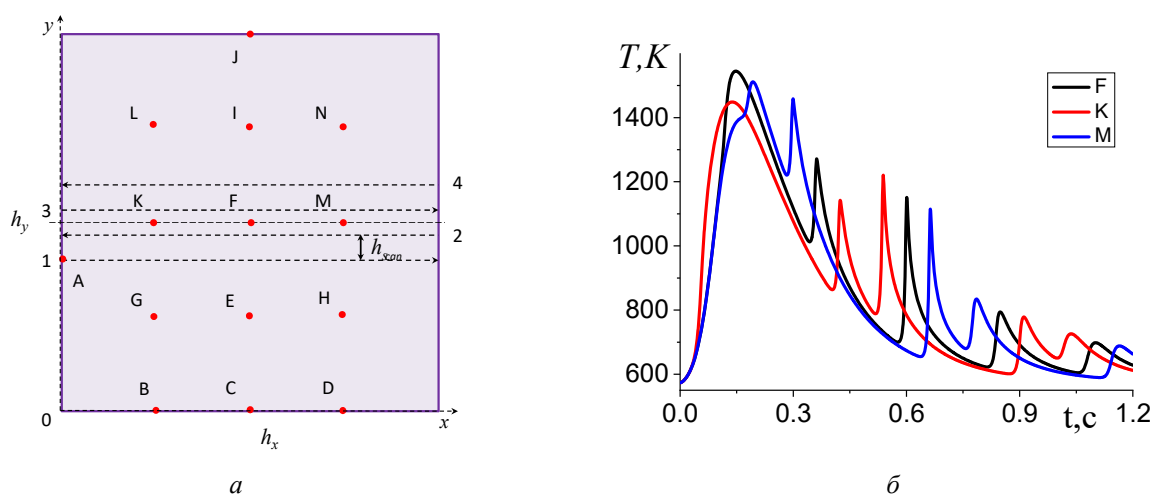 y
J
L I N
4
K F M
3
h_y
2
h_scan
1
A
G E H
B C D
0
x
h_x
а
T,K
1400
1200
1000
800
600
F
K
M
0.0 0.3 0.6 0.9 1.2
t,c
б